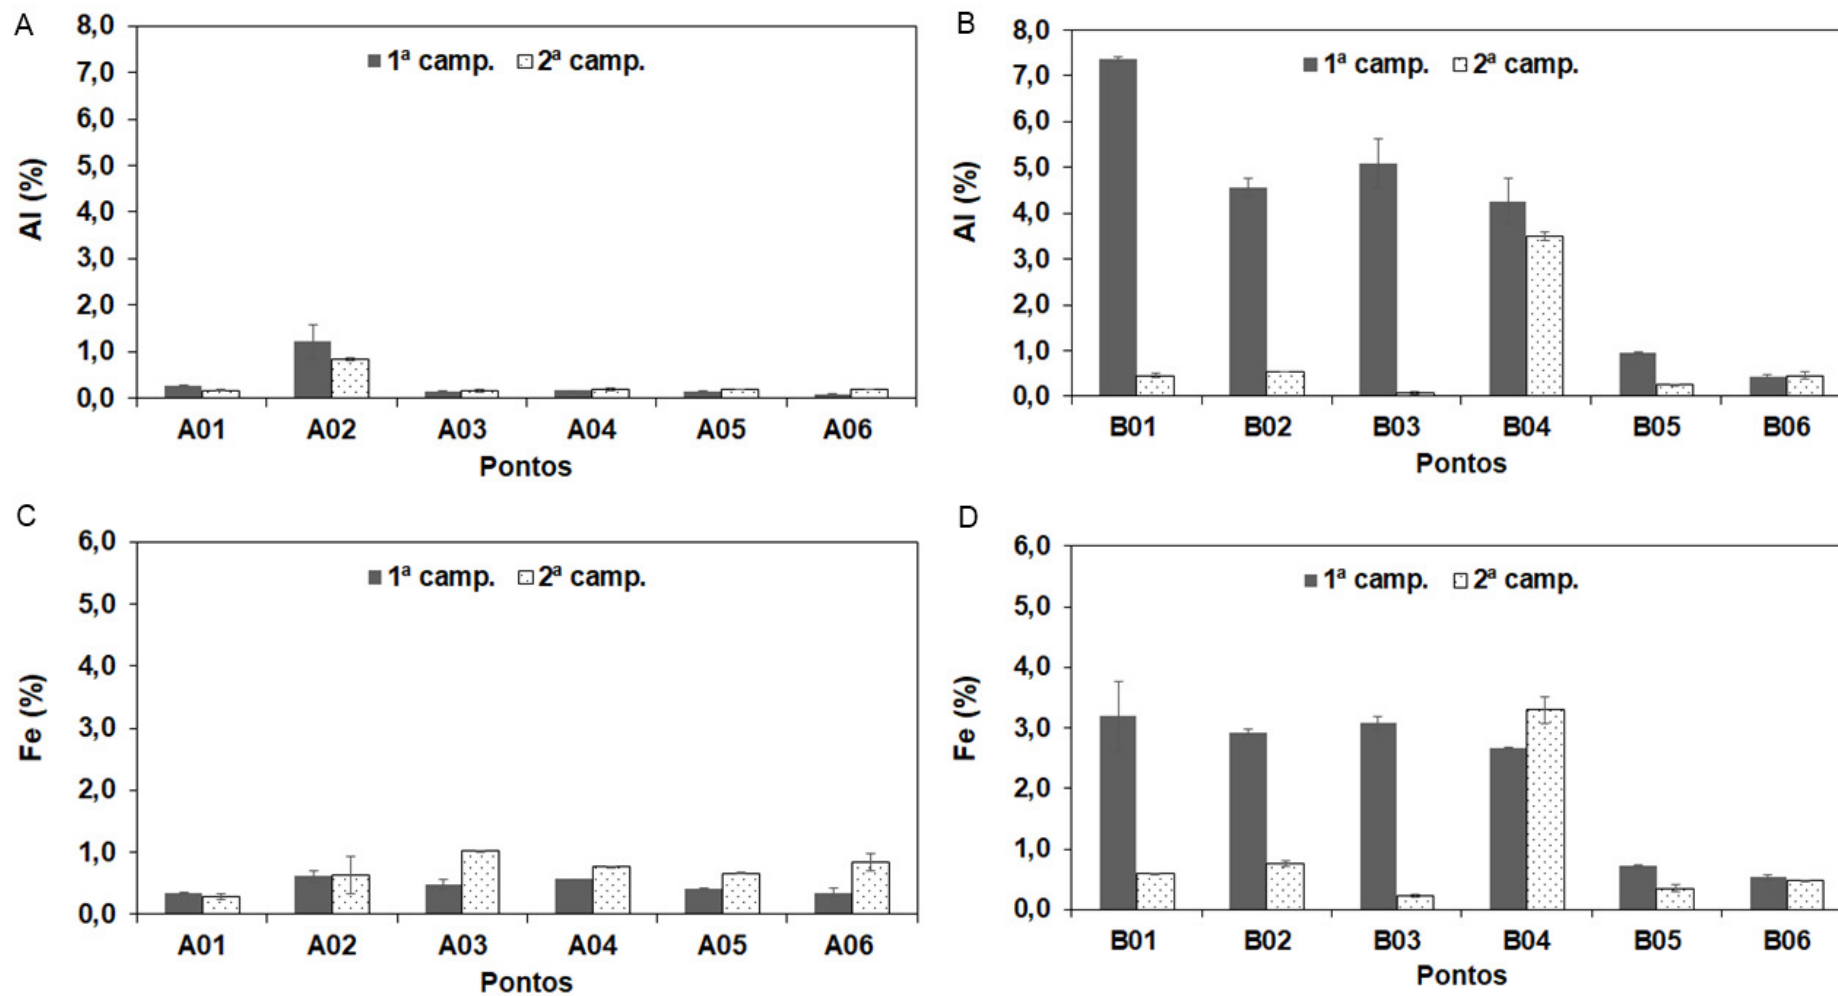 A
8,0
7,0
6,0
5,0
4,0
3,0
2,0
1,0
0,0
Al (%)
1ª camp. 2ª camp.
A01 A02 A03 A04 A05 A06
Pontos
B
8,0
7,0
6,0
5,0
4,0
3,0
2,0
1,0
0,0
Al (%)
1ª camp. 2ª camp.
B01 B02 B03 B04 B05 B06
Pontos
C
6,0
5,0
4,0
3,0
2,0
1,0
0,0
Fe (%)
1ª camp. 2ª camp.
A01 A02 A03 A04 A05 A06
Pontos
D
6,0
5,0
4,0
3,0
2,0
1,0
0,0
Fe (%)
1ª camp. 2ª camp.
B01 B02 B03 B04 B05 B06
Pontos